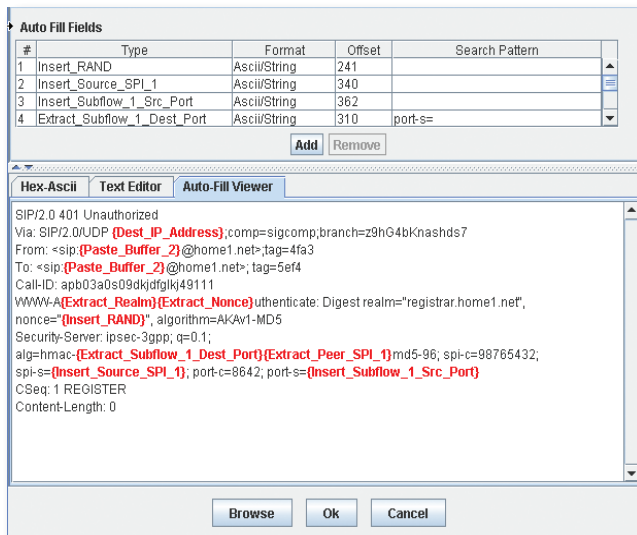 Auto Fill Fields
# Type Format Offset Search Pattern
1 Insert_RAND Ascii/String 241
2 Insert_Source_SPI_1 Ascii/String 340
3 Insert_Subflow_1_Src_Port Ascii/String 362
4 Extract_Subflow_1_Dest_Port Ascii/String 310 port-s=
Add Remove
Hex-Ascii Text Editor Auto-Fill Viewer
SIP/2.0 401 Unauthorized
Via: SIP/2.0/UDP {Dest_IP_Address};comp=sigcomp;branch=z9hG4bKnashds7
From: <sip:{Paste_Buffer_2}@home1.net>;tag=4fa3
To: <sip:{Paste_Buffer_2}@home1.net>; tag=5ef4
Call-ID: apb03a0s09dkjdfglkj49111
WWW-A{Extract_Realm}{Extract_Nonce}uthenticate: Digest realm="registrar.home1.net",
nonce="{Insert_RAND}", algorithm=AKAv1-MD5
Security-Server: ipsec-3gpp; q=0.1;
alg=hmac-{Extract_Subflow_1_Dest_Port}{Extract_Peer_SPI_1}md5-96; spi-c=98765432;
spi-s={Insert_Source_SPI_1}; port-c=8642; port-s={Insert_Subflow_1_Src_Port}
CSeq: 1 REGISTER
Content-Length: 0
Browse Ok Cancel